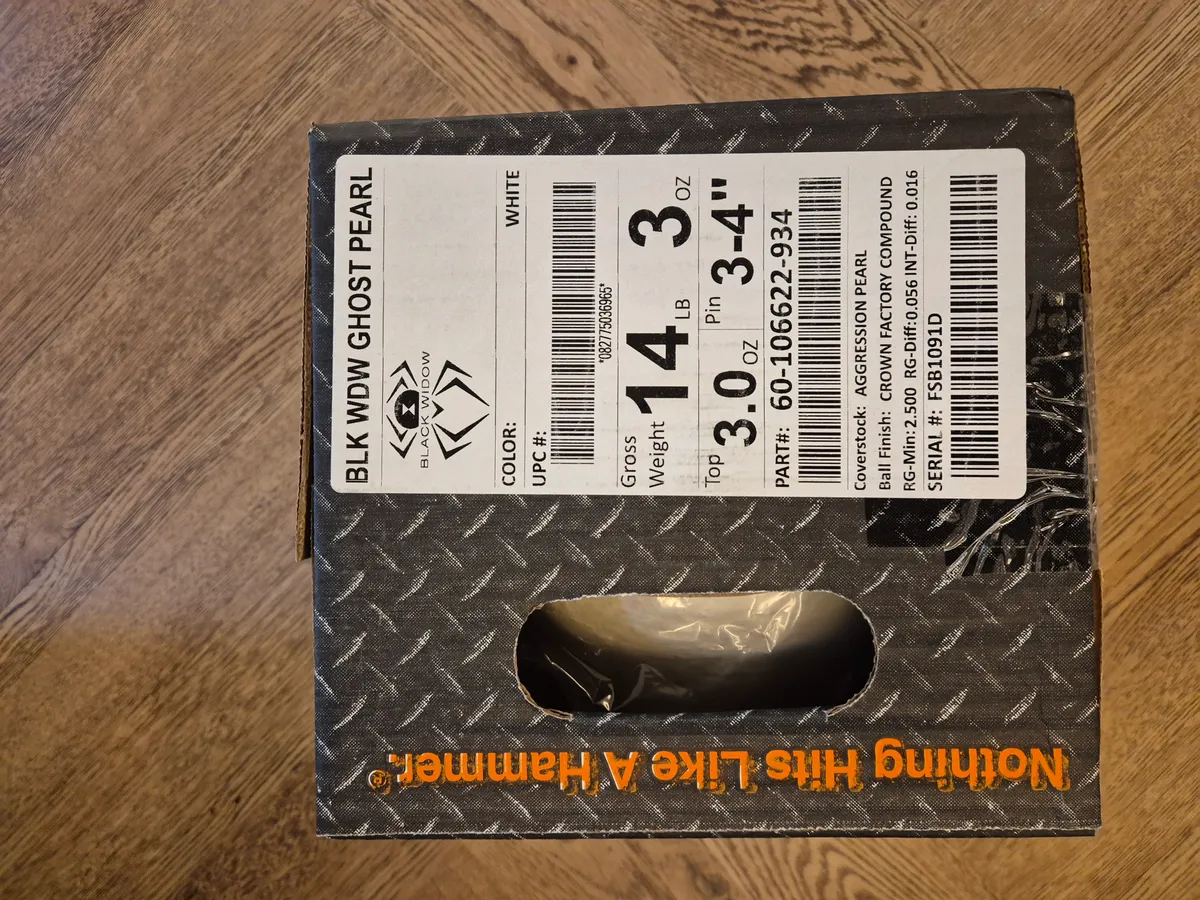 BLK WDW GHOST PEARL
BLACK WIDOW
COLOR: WHITE
UPC #:
*082775036965*
Gross Weight 14 LB 3 OZ
Top 3.0 OZ Pin 3-4"
PART#: 60-106622-934
Coverstock: AGGRESSION PEARL
Ball Finish: CROWN FACTORY COMPOUND
RG-Min: 2.500 RG-Diff:0.056 INT-Diff: 0.016
SERIAL #: FSB1091D
Nothing Hits Like A Hammer.®